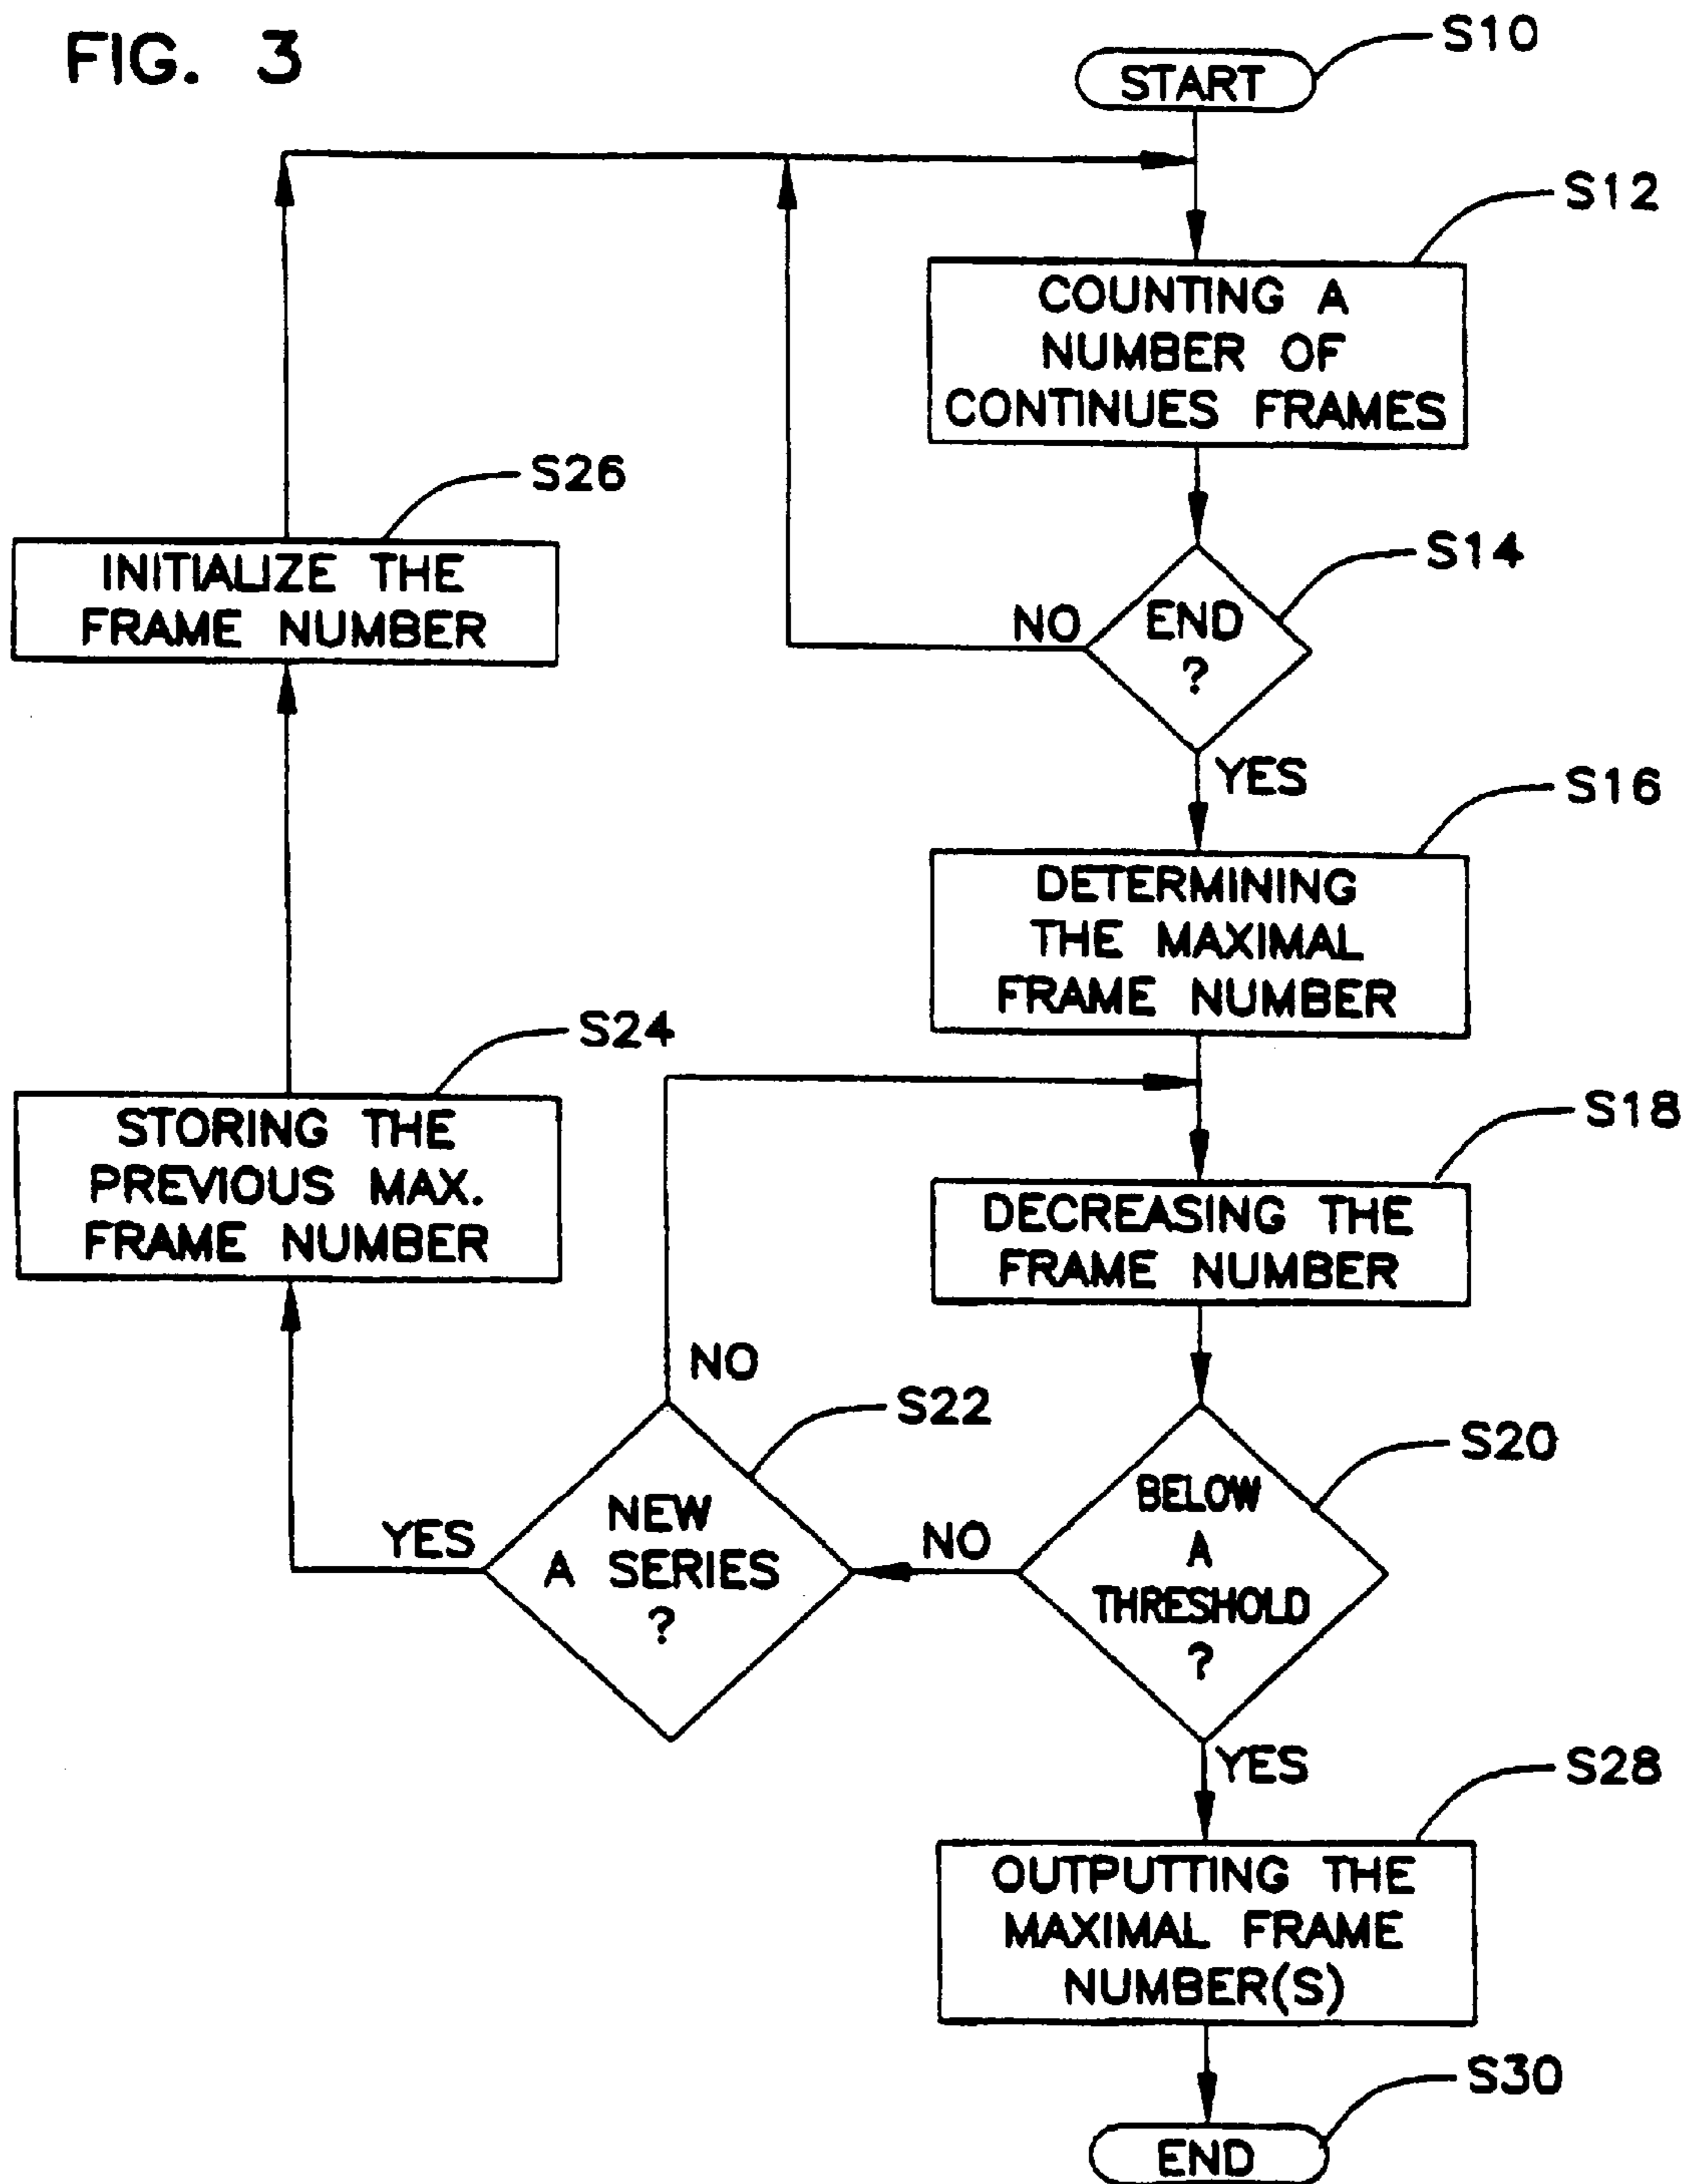 FIG. 3
S10
START
S12
COUNTING A
NUMBER OF
CONTINUES FRAMES
S26
INITIALIZE THE
FRAME NUMBER
S14
NO
END
?
YES
S16
DETERMINING
THE MAXIMAL
FRAME NUMBER
S24
STORING THE
PREVIOUS MAX.
FRAME NUMBER
S18
DECREASING THE
FRAME NUMBER
NO
S22
S20
YES
NEW
A SERIES
?
NO
BELOW
A
THRESHOLD
?
YES
S28
OUTPUTTING THE
MAXIMAL FRAME
NUMBER(S)
S30
END